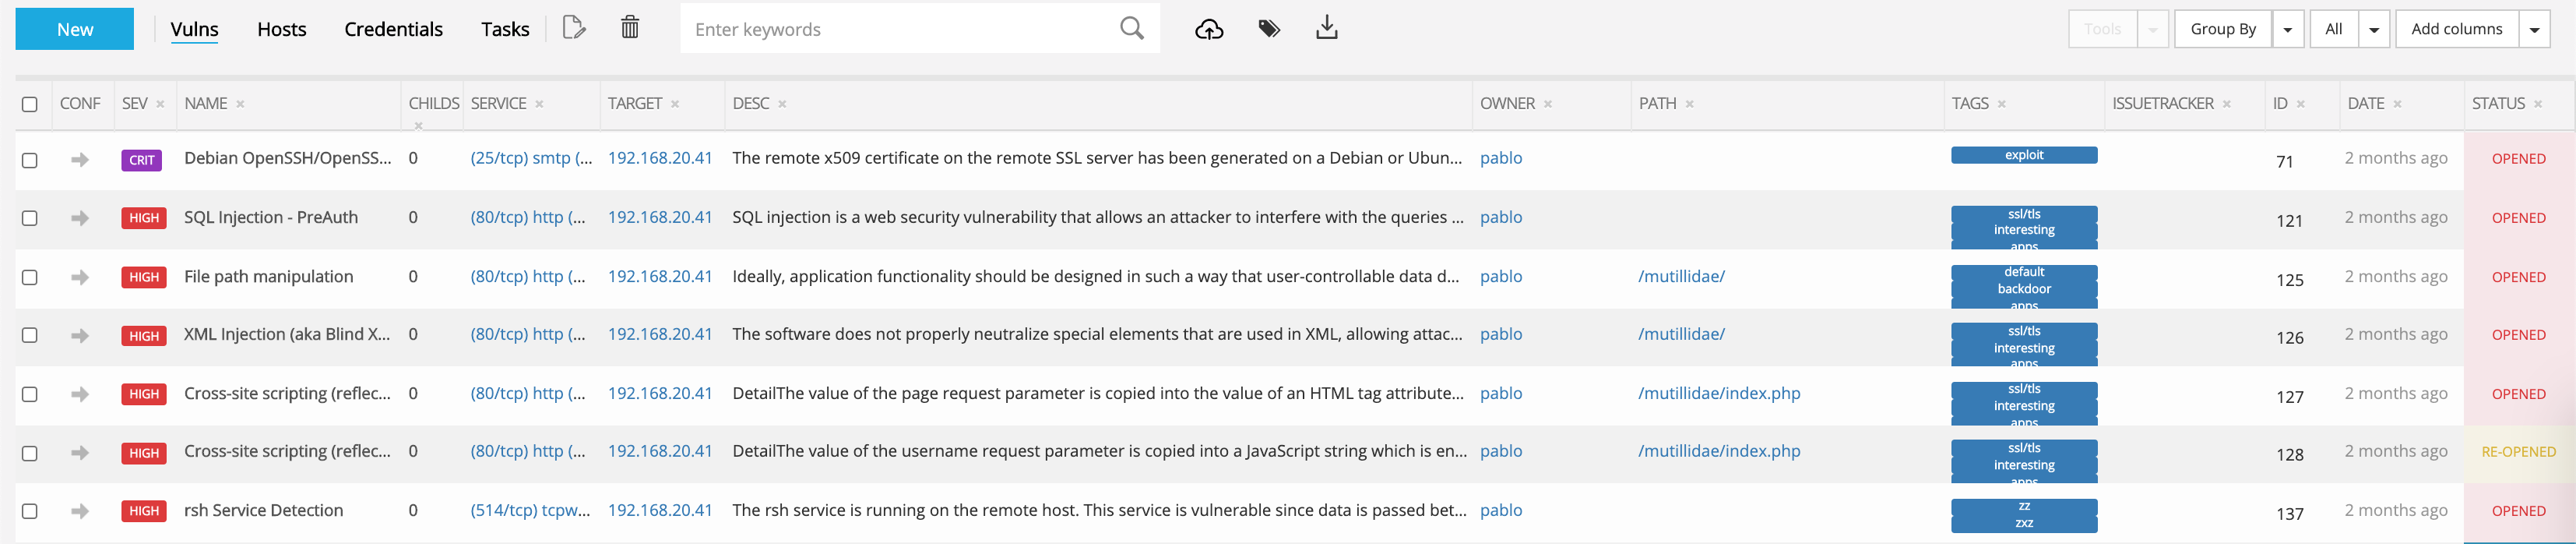 New Vulns Hosts Credentials Tasks Enter keywords Tools Group By All Add columns
CONF SEV × NAME × CHILDS × SERVICE × TARGET × DESC × OWNER × PATH × TAGS × ISSUETRACKER × ID × DATE × STATUS ×
CRIT Debian OpenSSH/OpenSS... 0 (25/tcp) smtp (... 192.168.20.41 The remote x509 certificate on the remote SSL server has been generated on a Debian or Ubun... pablo exploit 71 2 months ago OPENED
HIGH SQL Injection - PreAuth 0 (80/tcp) http (... 192.168.20.41 SQL injection is a web security vulnerability that allows an attacker to interfere with the queries ... pablo ssl/tls interesting apps 121 2 months ago OPENED
HIGH File path manipulation 0 (80/tcp) http (... 192.168.20.41 Ideally, application functionality should be designed in such a way that user-controllable data d... pablo /mutillidae/ default backdoor apps 125 2 months ago OPENED
HIGH XML Injection (aka Blind X... 0 (80/tcp) http (... 192.168.20.41 The software does not properly neutralize special elements that are used in XML, allowing attac... pablo /mutillidae/ ssl/tls interesting apps 126 2 months ago OPENED
HIGH Cross-site scripting (reflec... 0 (80/tcp) http (... 192.168.20.41 DetailThe value of the page request parameter is copied into the value of an HTML tag attribute... pablo /mutillidae/index.php ssl/tls interesting apps 127 2 months ago OPENED
HIGH Cross-site scripting (reflec... 0 (80/tcp) http (... 192.168.20.41 DetailThe value of the username request parameter is copied into a JavaScript string which is en... pablo /mutillidae/index.php ssl/tls interesting apps 128 2 months ago RE-OPENED
HIGH rsh Service Detection 0 (514/tcp) tcpw... 192.168.20.41 The rsh service is running on the remote host. This service is vulnerable since data is passed bet... pablo zz zxz 137 2 months ago OPENED